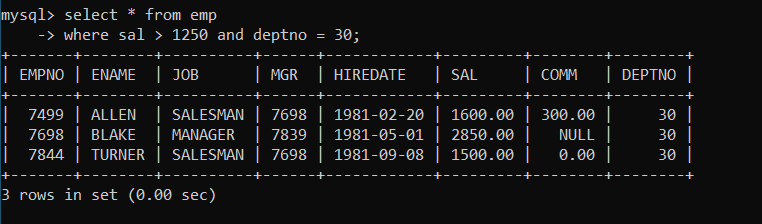 mysql> select * from emp
    -> where sal > 1250 and deptno = 30;
+-------+--------+----------+------+------------+---------+--------+--------+
| EMPNO | ENAME  | JOB      | MGR  | HIREDATE   | SAL     | COMM   | DEPTNO |
+-------+--------+----------+------+------------+---------+--------+--------+
|  7499 | ALLEN  | SALESMAN | 7698 | 1981-02-20 | 1600.00 | 300.00 |     30 |
|  7698 | BLAKE  | MANAGER  | 7839 | 1981-05-01 | 2850.00 |   NULL |     30 |
|  7844 | TURNER | SALESMAN | 7698 | 1981-09-08 | 1500.00 |   0.00 |     30 |
+-------+--------+----------+------+------------+---------+--------+--------+
3 rows in set (0.00 sec)